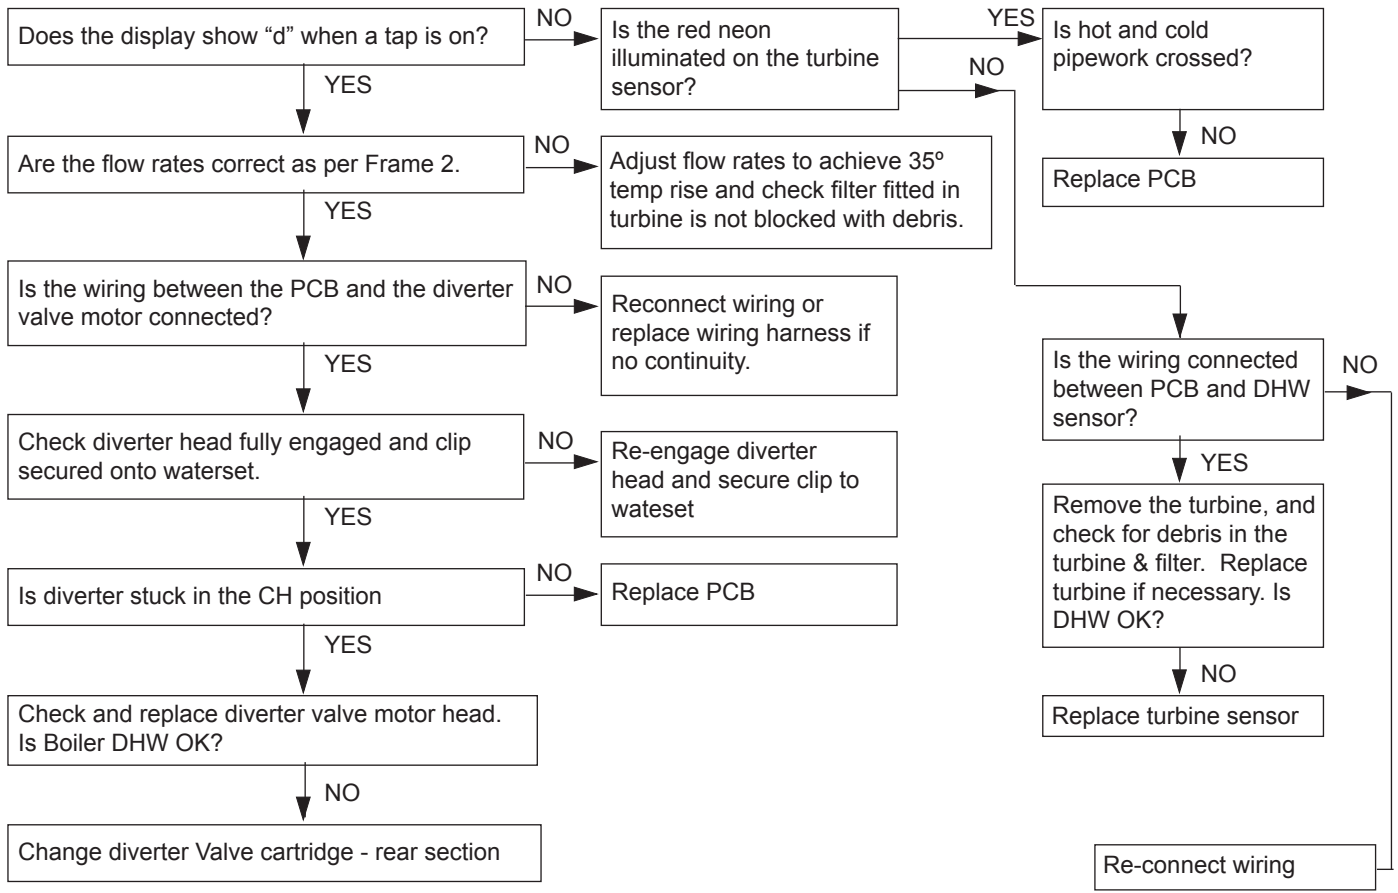 Does the display show “d” when a tap is on?
NO
Is the red neon
illuminated on the turbine
sensor?
YES
NO
Is hot and cold
pipework crossed?
NO
Replace PCB
YES
Are the flow rates correct as per Frame 2.
NO
Adjust flow rates to achieve 35º
temp rise and check filter fitted in
turbine is not blocked with debris.
YES
Is the wiring between the PCB and the diverter
valve motor connected?
NO
Reconnect wiring or
replace wiring harness if
no continuity.
YES
Check diverter head fully engaged and clip
secured onto waterset.
NO
Re-engage diverter
head and secure clip to
wateset
YES
Is diverter stuck in the CH position
NO
Replace PCB
YES
Check and replace diverter valve motor head.
Is Boiler DHW OK?
NO
Change diverter Valve cartridge - rear section
Is the wiring connected
between PCB and DHW
sensor?
NO
YES
Remove the turbine, and
check for debris in the
turbine & filter.  Replace
turbine if necessary. Is
DHW OK?
NO
Replace turbine sensor
Re-connect wiring